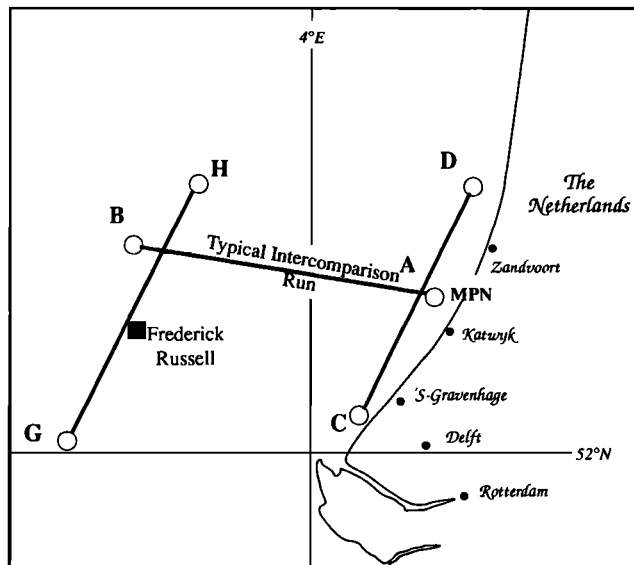 4°E
H
D
The
Netherlands
B
Typical Intercomparison
Run
A
Zandvoort
MPN
Frederick
Russell
Katwyk
'S-Gravenhage
C
G
Delft
52°N
Rotterdam